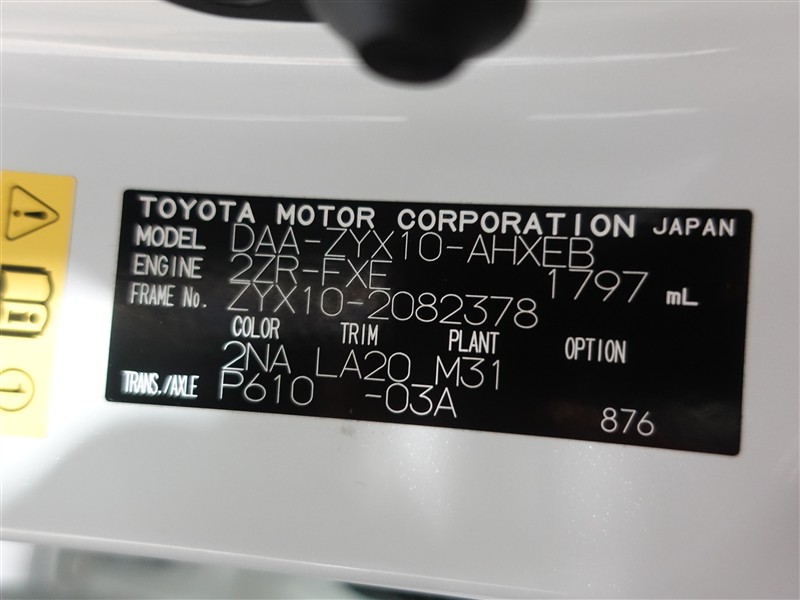 TOYOTA MOTOR CORPORATION JAPAN
MODEL DAA-ZYX10-AHXEB
ENGINE 2ZR-FXE 1797 mL
FRAME No. ZYX10-2082378
COLOR TRIM PLANT OPTION
2NA LA20 M31
TRANS./AXLE P610 -03A
876
1